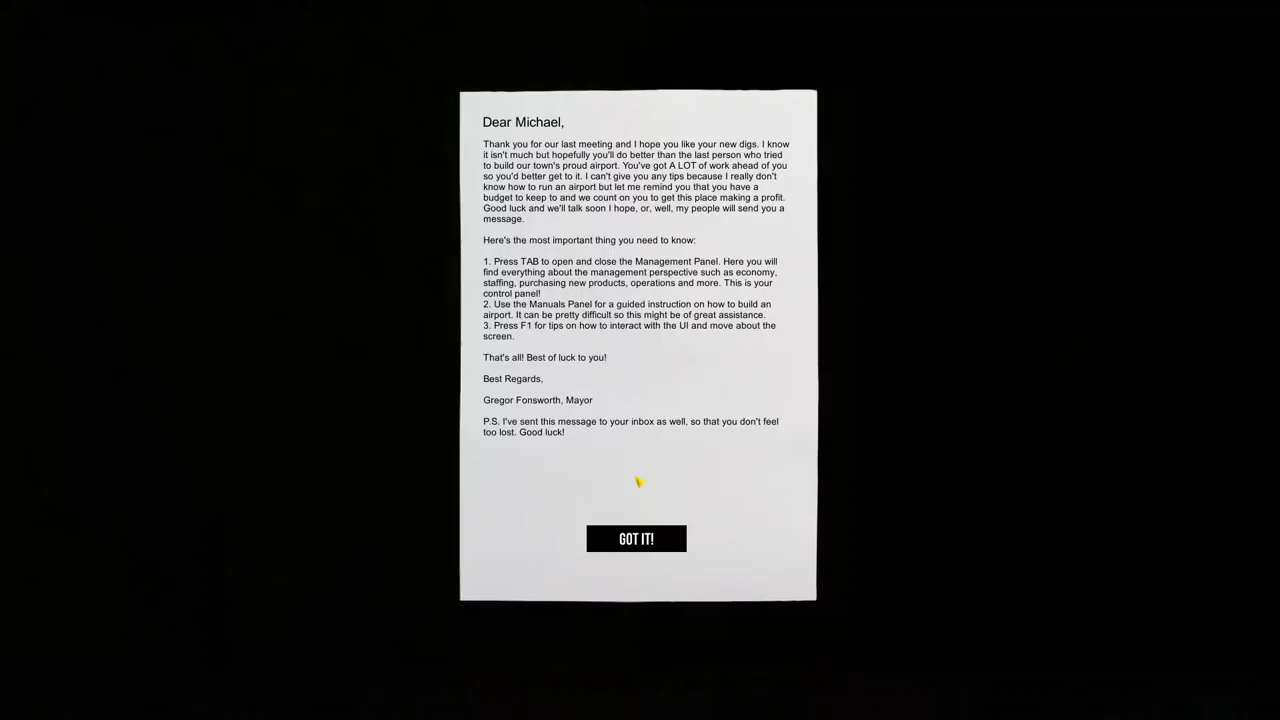 Dear Michael,
Thank you for our last meeting and I hope you like your new digs. I know
it isn't much but hopefully you'll do better than the last person who tried
to build our town's proud airport. You've got A LOT of work ahead of you
so you'd better get to it. I can't give you any tips because I really don't
know how to run an airport but let me remind you that you have a
budget to keep to and we count on you to get this place making a profit.
Good luck and we'll talk soon I hope, or, well, my people will send you a
message.
Here's the most important thing you need to know:
1. Press TAB to open and close the Management Panel. Here you will
find everything about the management perspective such as economy,
staffing, purchasing new products, operations and more. This is your
control panel!
2. Use the Manuals Panel for a guided instruction on how to build an
airport. It can be pretty difficult so this might be of great assistance.
3. Press F1 for tips on how to interact with the UI and move about the
screen.
That's all! Best of luck to you!
Best Regards,
Gregor Fonsworth, Mayor
P.S. I've sent this message to your inbox as well, so that you don't feel
too lost. Good luck!
GOT IT!